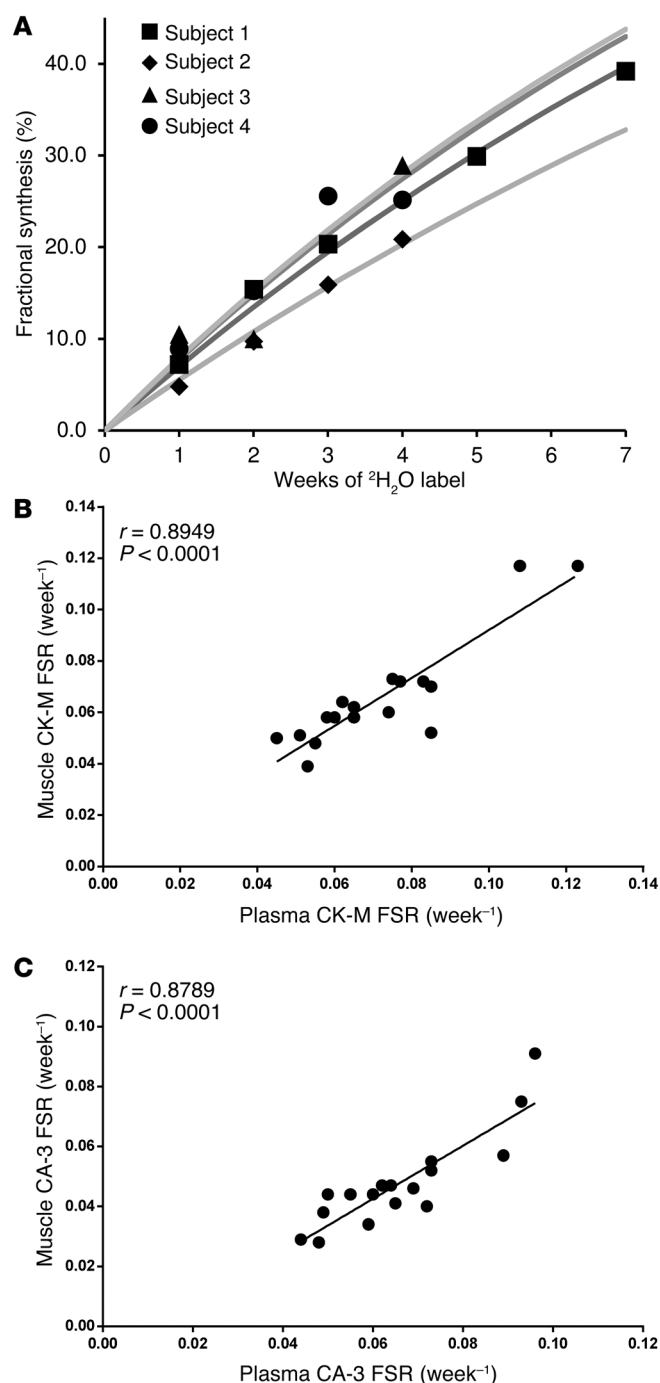 A
Subject 1
Subject 2
Subject 3
Subject 4
Fractional synthesis (%)
40.0
30.0
20.0
10.0
0.0
0 1 2 3 4 5 6 7
Weeks of ²H₂O label
B
r = 0.8949
P < 0.0001
Muscle CK-M FSR (week⁻¹)
0.14
0.12
0.10
0.08
0.06
0.04
0.02
0.00
0.00 0.02 0.04 0.06 0.08 0.10 0.12 0.14
Plasma CK-M FSR (week⁻¹)
C
r = 0.8789
P < 0.0001
Muscle CA-3 FSR (week⁻¹)
0.12
0.10
0.08
0.06
0.04
0.02
0.00
0.00 0.02 0.04 0.06 0.08 0.10 0.12
Plasma CA-3 FSR (week⁻¹)